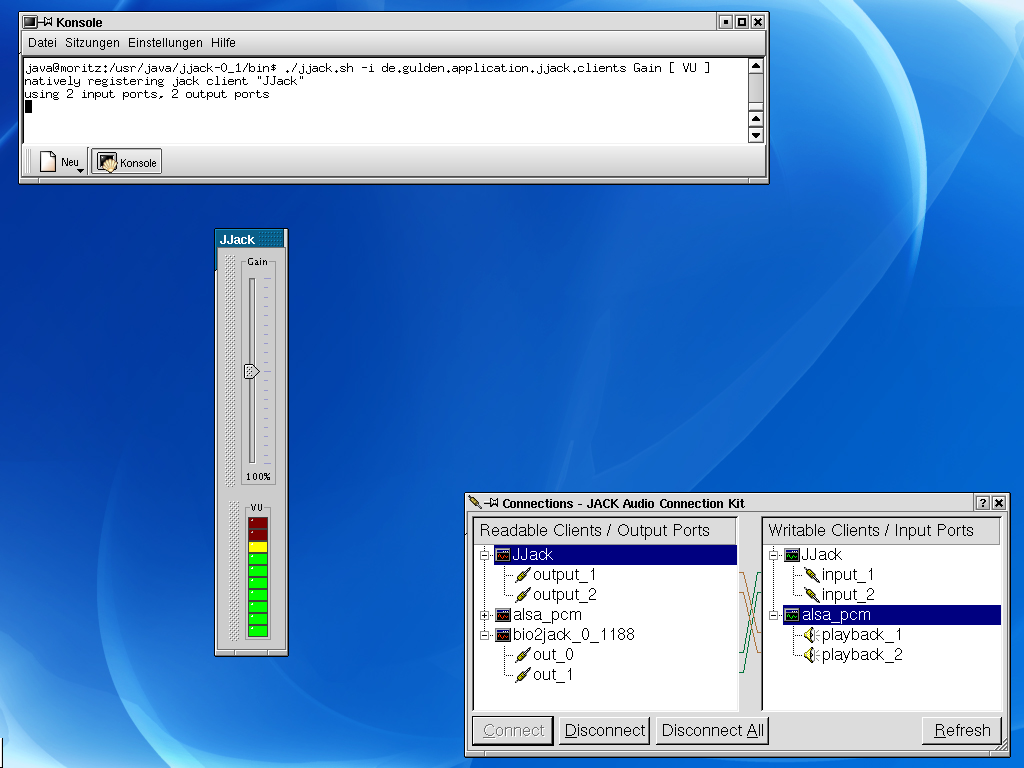 Konsole
Datei Sitzungen Einstellungen Hilfe
java@moritz:/usr/java/jjack-0_1/bin$ ./jjack.sh -i de.gulden.application.jjack.clients Gain [ VU ]
natively registering jack client "JJack"
using 2 input ports, 2 output ports
Neu Konsole
JJack
Gain
100%
VU
Connections - JACK Audio Connection Kit
Readable Clients / Output Ports
JJack
output_1
output_2
alsa_pcm
bio2jack_0_1188
out_0
out_1
Writable Clients / Input Ports
JJack
input_1
input_2
alsa_pcm
playback_1
playback_2
Connect Disconnect Disconnect All Refresh